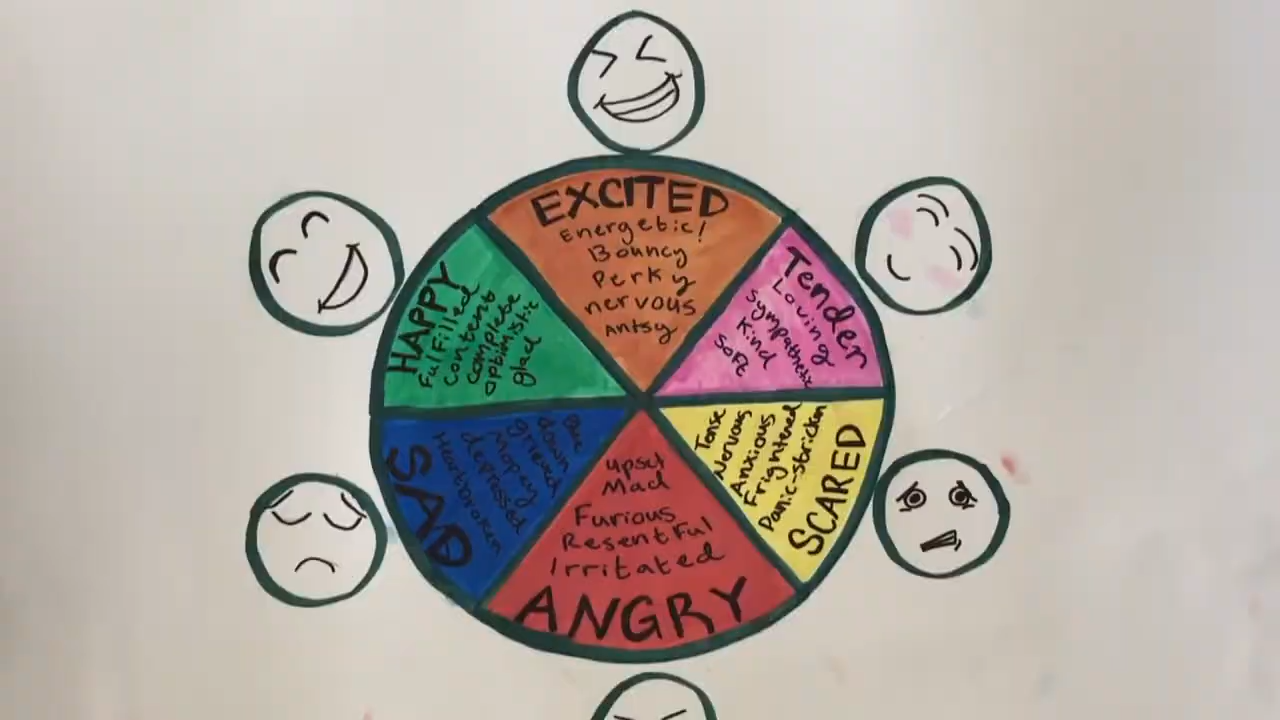 EXCITED
Energetic!
Bouncy
Perky
nervous
Antsy
Tender
Loving
Sympathetic
Kind
Soft
SCARED
Panic-stricken
Frightened
Anxious
Nervous
Tense
ANGRY
upset
Mad
Furious
Resentful
Irritated
SAD
Heartbroken
depressed
Mopey
grieved
down
Blue
HAPPY
Fulfilled
Content
Complete
optimistic
glad